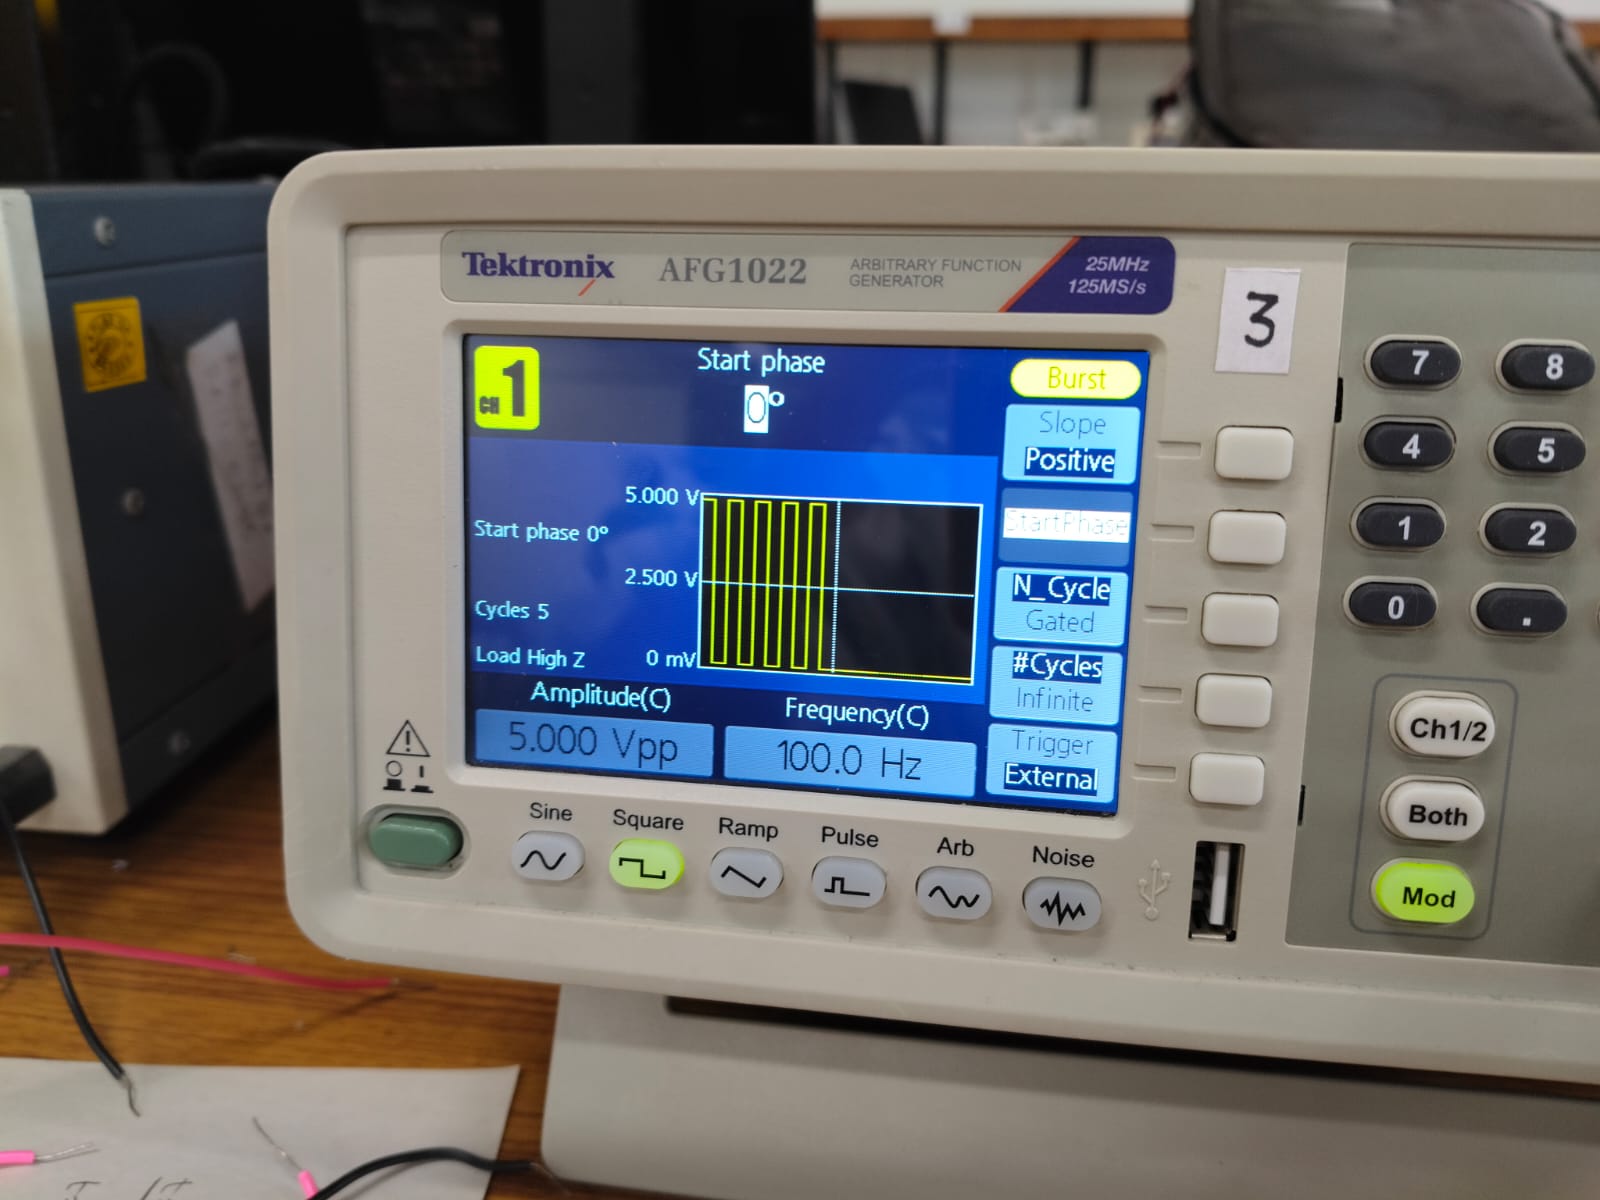 Tektronix AFG1022 ARBITRARY FUNCTION GENERATOR 25MHz 125MS/s
3
CH 1
Start phase
0°
Burst
Slope
Positive
StartPhase
N_Cycle
Gated
#Cycles
Infinite
Trigger
External
5.000 V
Start phase 0°
2.500 V
Cycles 5
Load High Z
0 mV
Amplitude(C)
Frequency(C)
5.000 Vpp
100.0 Hz
Sine
Square
Ramp
Pulse
Arb
Noise
7 8
4 5
1 2
0 .
Ch1/2
Both
Mod